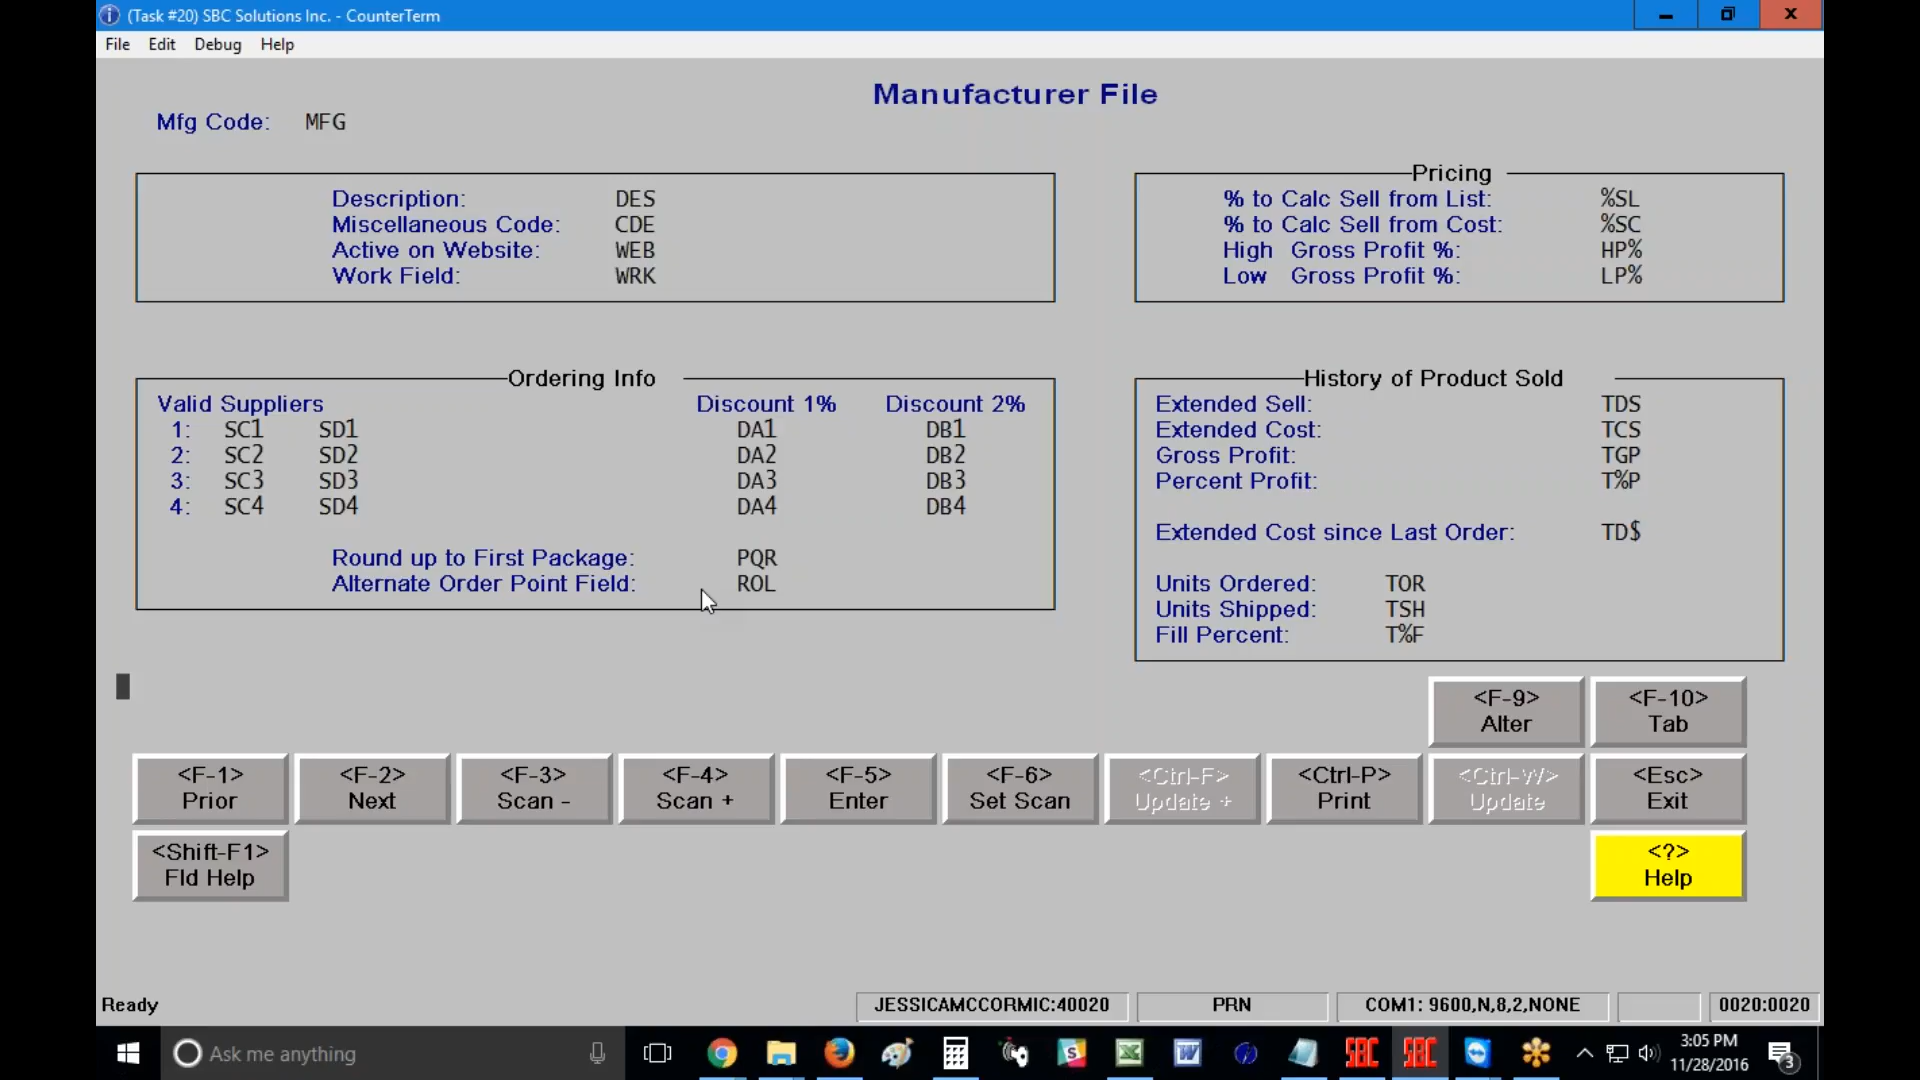 (Task #20) SBC Solutions Inc. - CounterTerm
File Edit Debug Help
Manufacturer File
Mfg Code: MFG
Description: DES
Miscellaneous Code: CDE
Active on Website: WEB
Work Field: WRK
Pricing
% to Calc Sell from List: %SL
% to Calc Sell from Cost: %SC
High Gross Profit %: HP%
Low Gross Profit %: LP%
Ordering Info
Valid Suppliers Discount 1% Discount 2%
1: SC1 SD1 DA1 DB1
2: SC2 SD2 DA2 DB2
3: SC3 SD3 DA3 DB3
4: SC4 SD4 DA4 DB4
Round up to First Package: PQR
Alternate Order Point Field: ROL
History of Product Sold
Extended Sell: TDS
Extended Cost: TCS
Gross Profit: TGP
Percent Profit: T%P
Extended Cost since Last Order: TD$
Units Ordered: TOR
Units Shipped: TSH
Fill Percent: T%F
<F-9> Alter
<F-10> Tab
<F-1> Prior
<F-2> Next
<F-3> Scan -
<F-4> Scan +
<F-5> Enter
<F-6> Set Scan
<Ctrl-F> Update +
<Ctrl-P> Print
<Ctrl-W> Update
<Esc> Exit
<Shift-F1> Fld Help
<?> Help
Ready JESSICAMCCORMIC:40020 PRN COM1: 9600,N,8,2,NONE 0020:0020
Ask me anything
SBC SBC
3:05 PM
11/28/2016
3